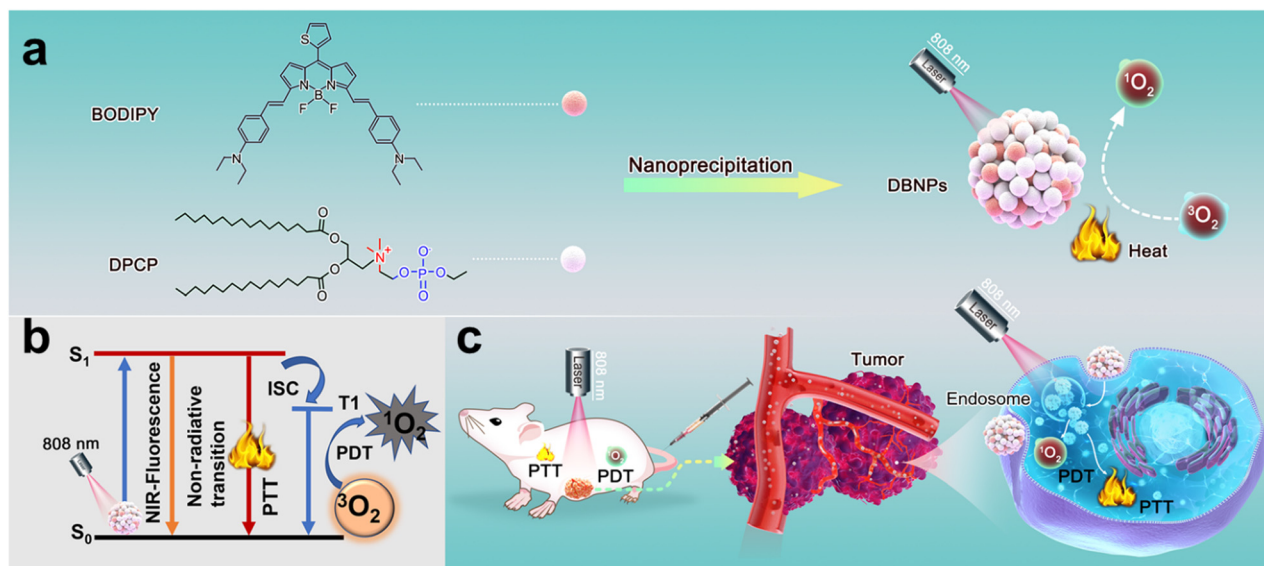 a
S
N
N
B
F
F
N
N
BODIPY
808 nm
Laser
¹O₂
Nanoprecipitation
DBNPs
³O₂
Heat
O
O
N⁺
O⁻
O
P
O
O
O
O
DPCP
b
S₁
ISC
T1
¹O₂
808 nm
NIR-Fluorescence
Non-radiative
transition
PTT
PDT
³O₂
S₀
c
Laser
808 nm
PTT
¹O₂
PDT
Tumor
808 nm
Laser
Endosome
¹O₂
PDT
PTT